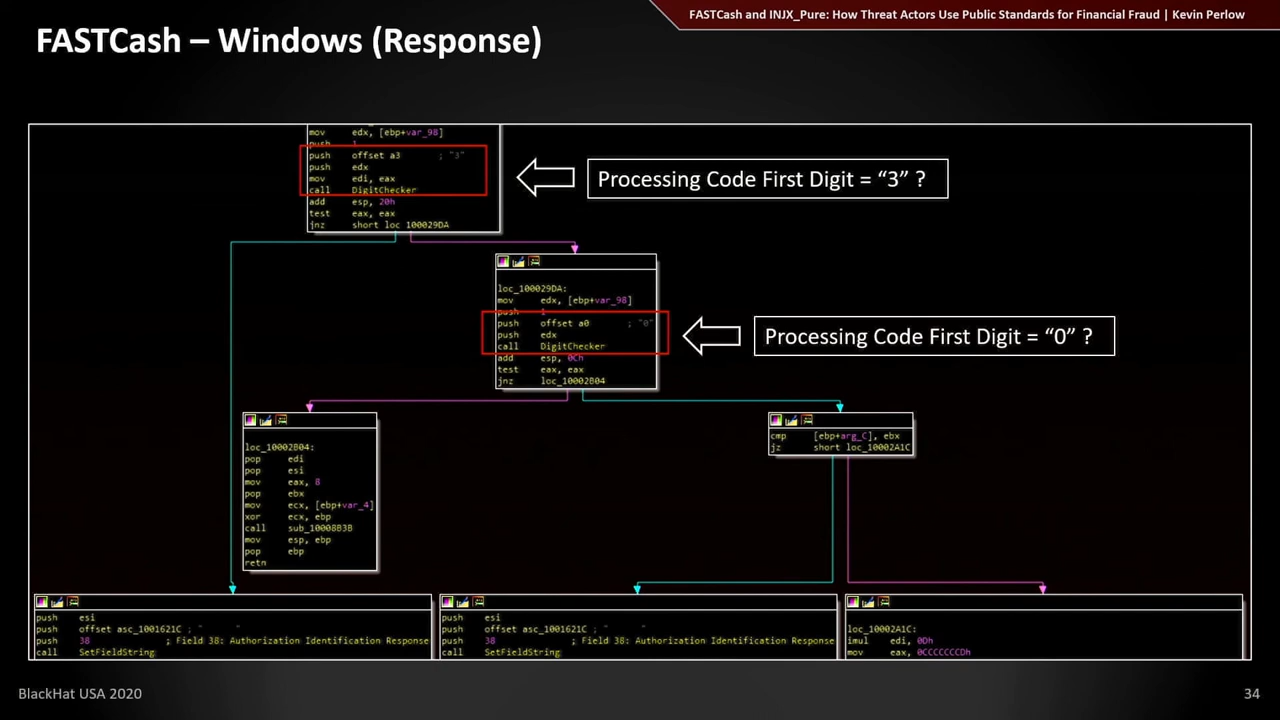 FASTCash and INJX_Pure: How Threat Actors Use Public Standards for Financial Fraud | Kevin Perlow
FASTCash – Windows (Response)
mov edx, [ebp+var_98]
push 1
push offset a3 ; "3"
push edx
mov edi, eax
call DigitChecker
add esp, 20h
test eax, eax
jnz short loc_100029DA
Processing Code First Digit = “3” ?
loc_100029DA:
mov edx, [ebp+var_98]
push 1
push offset a0 ; "0"
push edx
call DigitChecker
add esp, 0Ch
test eax, eax
jnz loc_10002B04
Processing Code First Digit = “0” ?
loc_10002B04:
pop edi
pop esi
mov eax, 8
pop ebx
mov ecx, [ebp+var_4]
xor ecx, ebp
call sub_10008B3B
mov esp, ebp
pop ebp
retn
cmp [ebp+arg_C], ebx
jz short loc_10002A1C
push esi
push offset asc_1001621C ; " "
push 38 ; Field 38: Authorization Identification Response
call SetFieldString
push esi
push offset asc_1001621C ; " "
push 38 ; Field 38: Authorization Identification Response
call SetFieldString
loc_10002A1C:
imul edi, 0Dh
mov eax, 0CCCCCCCDh
BlackHat USA 2020
34